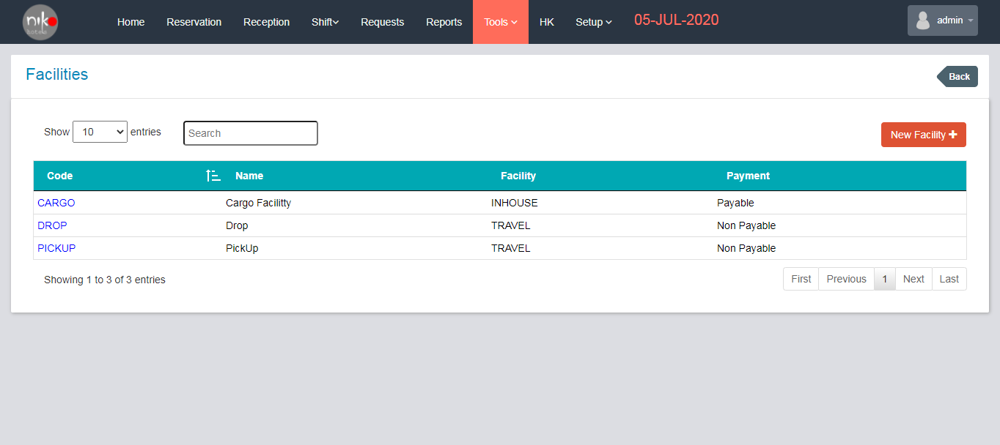 niko
hotels
Home Reservation Reception Shift Requests Reports Tools HK Setup 05-JUL-2020 admin
Facilities
Back
Show 10 entries Search New Facility
Code Name Facility Payment
CARGO Cargo Facilitty INHOUSE Payable
DROP Drop TRAVEL Non Payable
PICKUP PickUp TRAVEL Non Payable
Showing 1 to 3 of 3 entries First Previous 1 Next Last